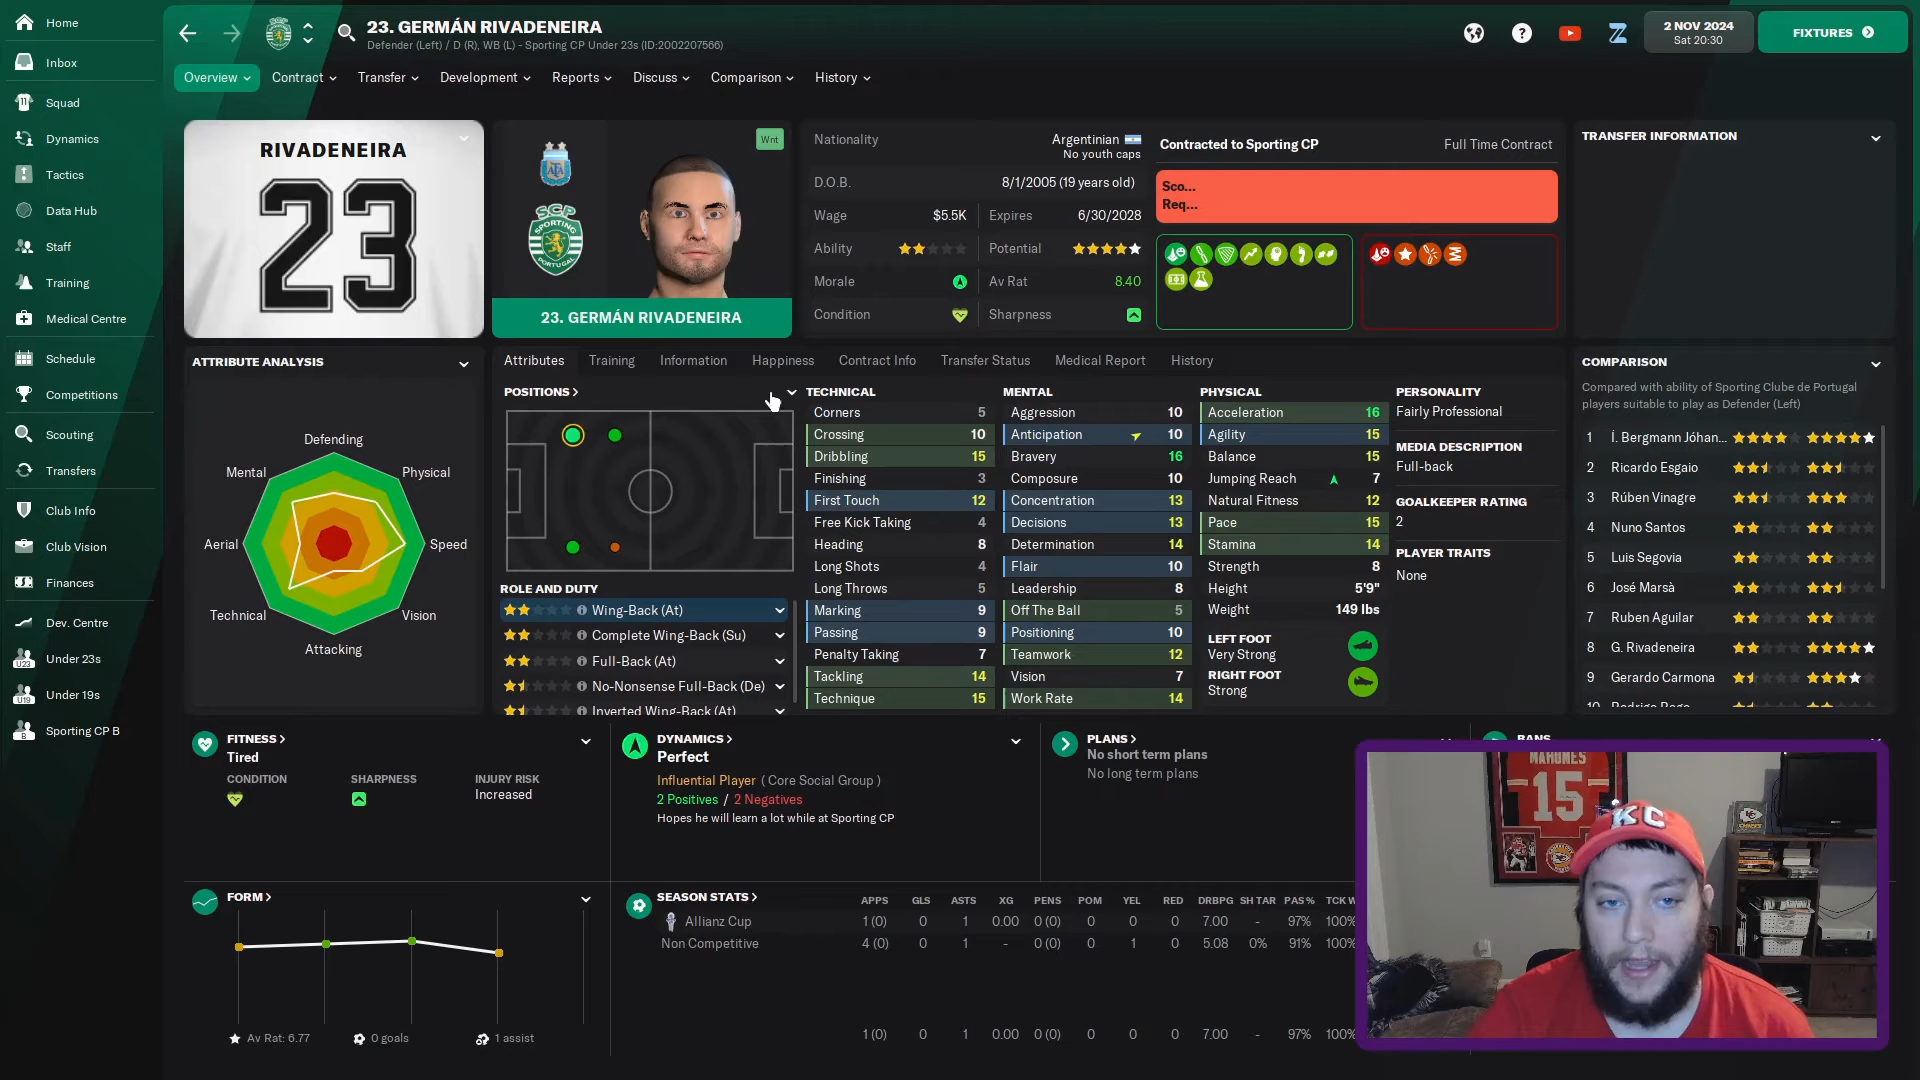 Home
Inbox
Squad
Dynamics
Tactics
Data Hub
Staff
Training
Medical Centre
Schedule
Competitions
Scouting
Transfers
Club Info
Club Vision
Finances
Dev. Centre
Under 23s
Under 19s
Sporting CP B
23. GERMÁN RIVADENEIRA
Defender (Left) / D (R), WB (L) - Sporting CP Under 23s (ID:2002207566)
2 NOV 2024
Sat 20:30
FIXTURES
Overview Contract Transfer Development Reports Discuss Comparison History
RIVADENEIRA
23
Wnt
SCP
SPORTING
PORTUGAL
23. GERMÁN RIVADENEIRA
Nationality Argentinian
No youth caps
D.O.B. 8/1/2005 (19 years old)
Wage $5.5K Expires 6/30/2028
Ability Potential
Morale Av Rat 8.40
Condition Sharpness
Contracted to Sporting CP Full Time Contract
Sco...
Req...
TRANSFER INFORMATION
ATTRIBUTE ANALYSIS
Defending
Mental Physical
Aerial Speed
Technical Vision
Attacking
Attributes Training Information Happiness Contract Info Transfer Status Medical Report History
POSITIONS >
ROLE AND DUTY
Wing-Back (At)
Complete Wing-Back (Su)
Full-Back (At)
No-Nonsense Full-Back (De)
Inverted Wing-Back (At)
TECHNICAL
Corners 5
Crossing 10
Dribbling 15
Finishing 3
First Touch 12
Free Kick Taking 4
Heading 8
Long Shots 4
Long Throws 5
Marking 9
Passing 9
Penalty Taking 7
Tackling 14
Technique 15
MENTAL
Aggression 10
Anticipation 10
Bravery 16
Composure 10
Concentration 13
Decisions 13
Determination 14
Flair 10
Leadership 8
Off The Ball 5
Positioning 10
Teamwork 12
Vision 7
Work Rate 14
PHYSICAL
Acceleration 16
Agility 15
Balance 15
Jumping Reach 7
Natural Fitness 12
Pace 15
Stamina 14
Strength 8
Height 5'9"
Weight 149 lbs
LEFT FOOT
Very Strong
RIGHT FOOT
Strong
PERSONALITY
Fairly Professional
MEDIA DESCRIPTION
Full-back
GOALKEEPER RATING
2
PLAYER TRAITS
None
COMPARISON
Compared with ability of Sporting Clube de Portugal
players suitable to play as Defender (Left)
1 Í. Bergmann Jóhan...
2 Ricardo Esgaio
3 Rúben Vinagre
4 Nuno Santos
5 Luis Segovia
6 José Marsà
7 Ruben Aguilar
8 G. Rivadeneira
9 Gerardo Carmona
FITNESS >
Tired
CONDITION SHARPNESS INJURY RISK
Increased
DYNAMICS >
Perfect
Influential Player ( Core Social Group )
2 Positives / 2 Negatives
Hopes he will learn a lot while at Sporting CP
PLANS >
No short term plans
No long term plans
BANS
FORM >
Av Rat: 6.77 0 goals 1 assist
SEASON STATS > APPS GLS ASTS XG PENS POM YEL RED DRBPG SH TAR PAS % TCK W
Allianz Cup 1 (0) 0 1 0.00 0 (0) 0 0 0 7.00 - 97% 100%
Non Competitive 4 (0) 0 1 - 0 (0) 0 1 0 5.08 0% 91% 100%
1 (0) 0 1 0.00 0 (0) 0 0 0 7.00 - 97% 100%
MAHOMES
15
KC